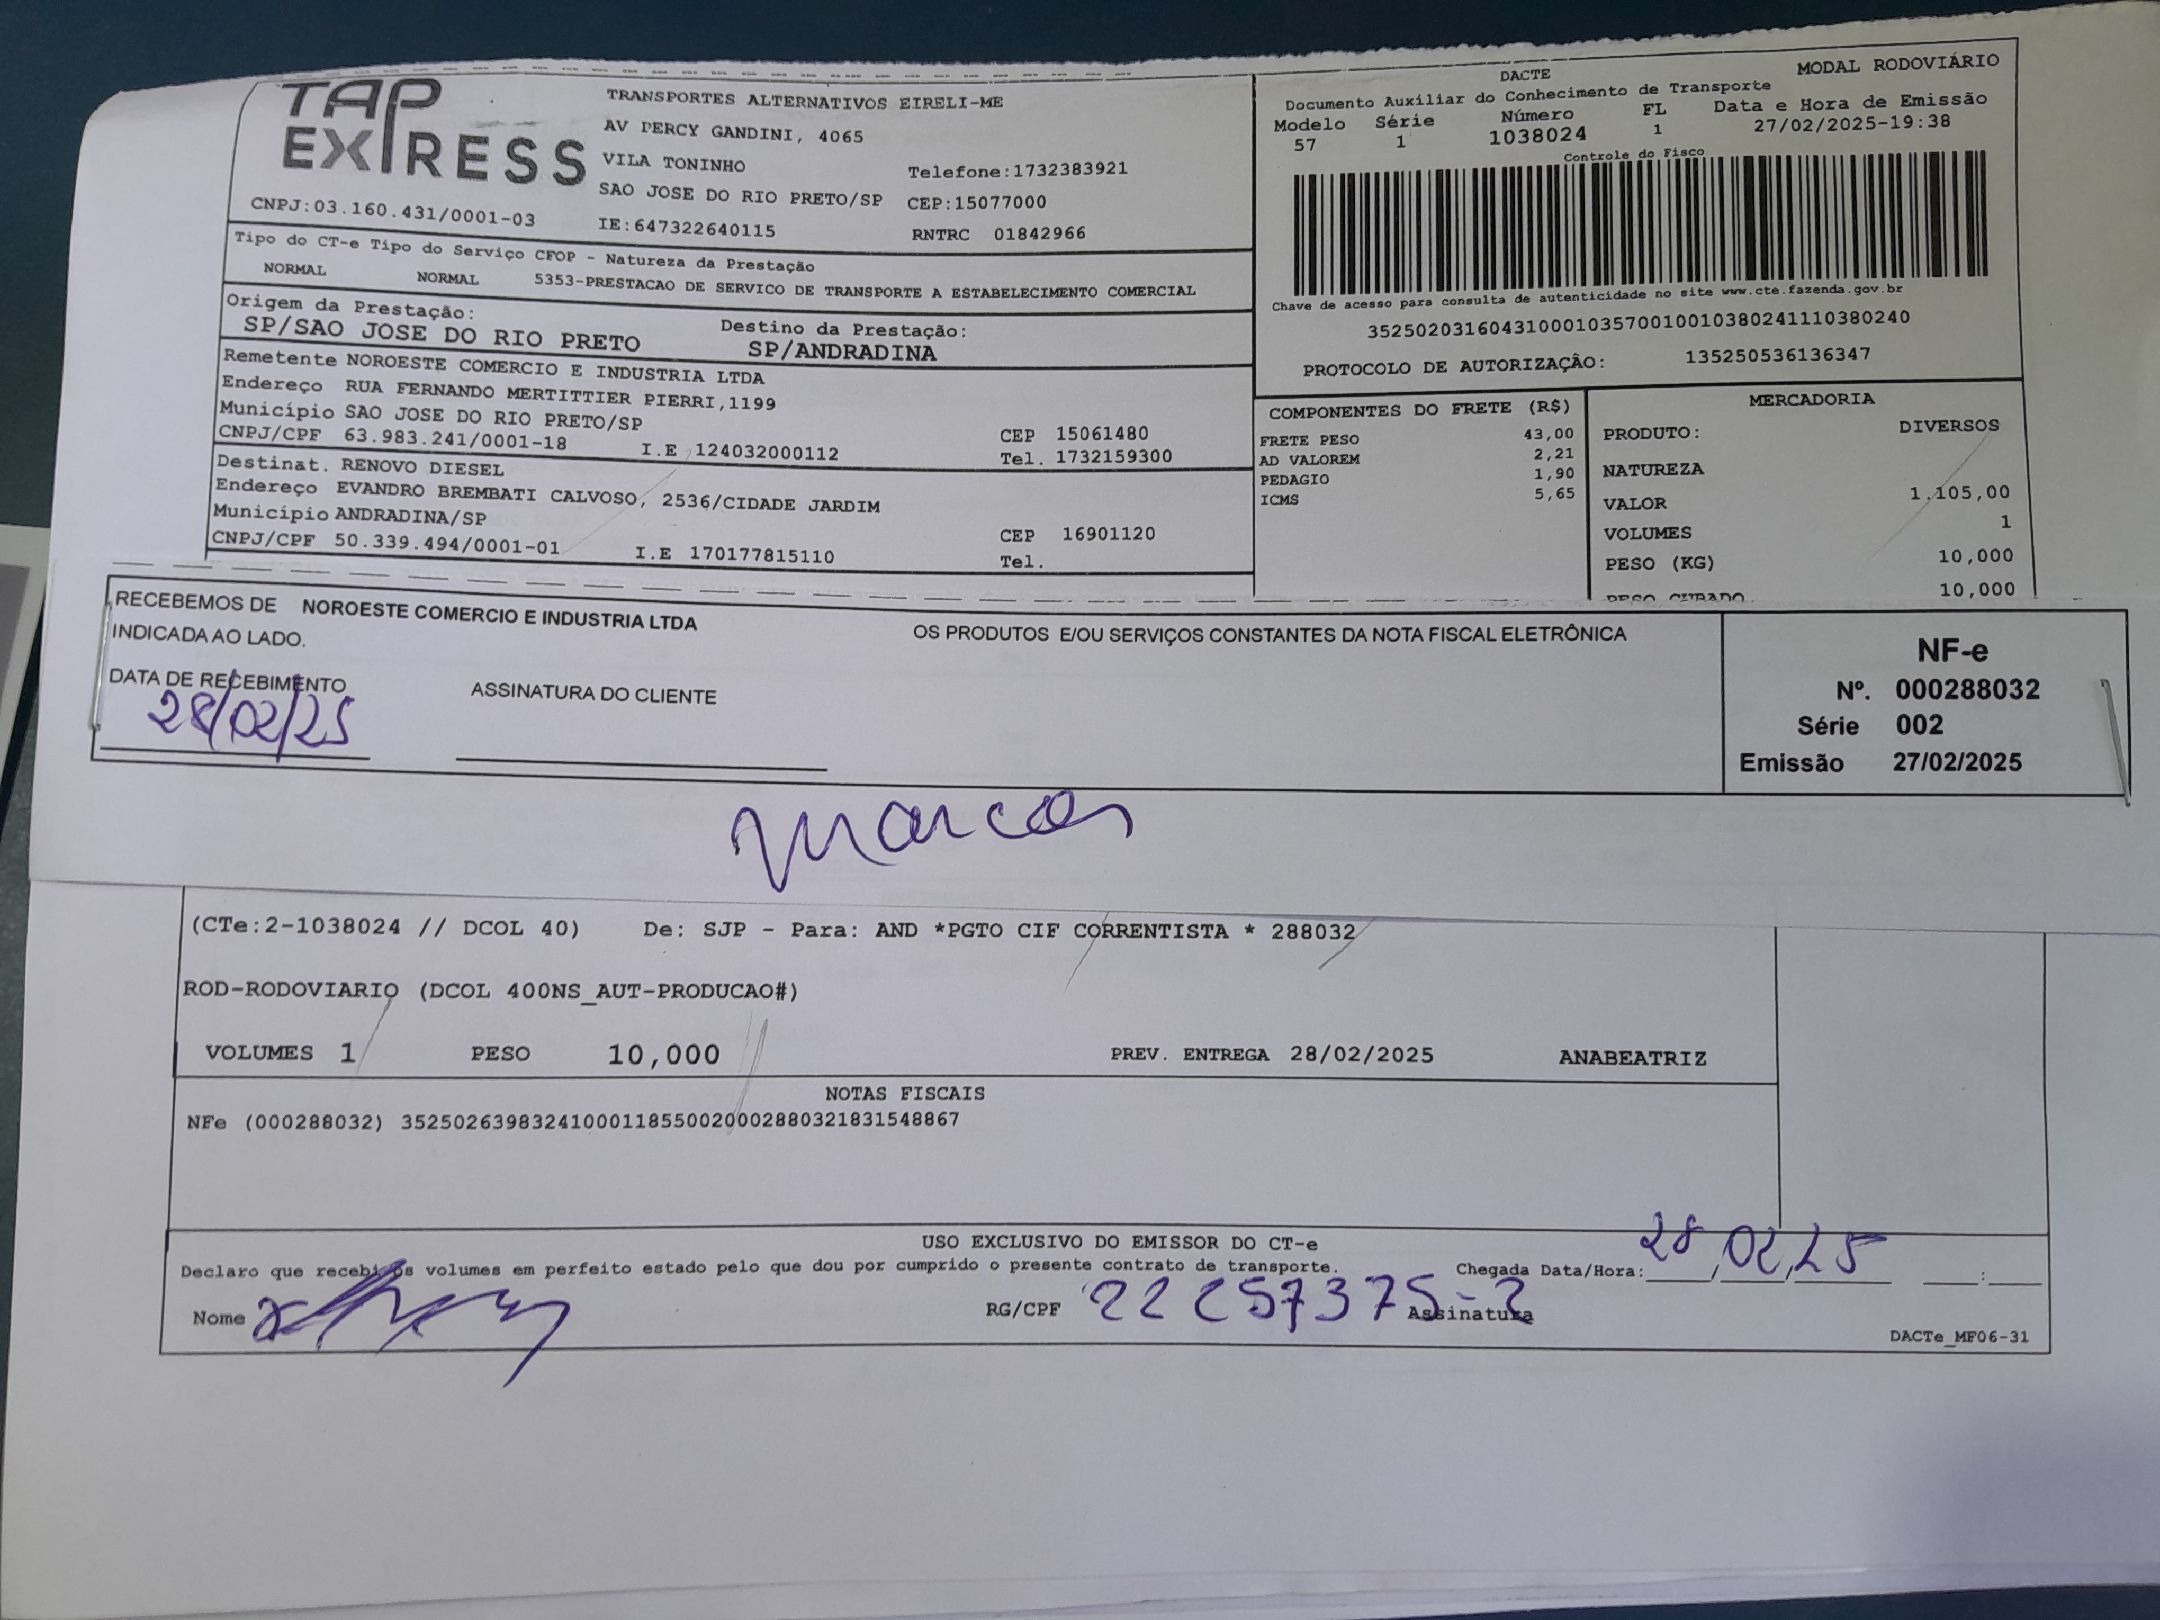 TAP EXPRESS
TRANSPORTES ALTERNATIVOS EIRELI-ME
AV PERCY GANDINI, 4065
VILA TONINHO
Telefone:1732383921
SAO JOSE DO RIO PRETO/SP CEP:15077000
CNPJ:03.160.431/0001-03
IE:647322640115
RNTRC 01842966
Tipo do CT-e Tipo do Serviço CFOP - Natureza da Prestação
NORMAL NORMAL 5353-PRESTACAO DE SERVICO DE TRANSPORTE A ESTABELECIMENTO COMERCIAL
Origem da Prestação:
SP/SAO JOSE DO RIO PRETO
Destino da Prestação:
SP/ANDRADINA
Remetente NOROESTE COMERCIO E INDUSTRIA LTDA
Endereço RUA FERNANDO MERTITTIER PIERRI,1199
Município SAO JOSE DO RIO PRETO/SP
CEP 15061480
CNPJ/CPF 63.983.241/0001-18 I.E 124032000112
Tel. 1732159300
Destinat. RENOVO DIESEL
Endereço EVANDRO BREMBATI CALVOSO, 2536/CIDADE JARDIM
Município ANDRADINA/SP
CEP 16901120
CNPJ/CPF 50.339.494/0001-01 I.E 170177815110
Tel.
DACTE
MODAL RODOVIÁRIO
Documento Auxiliar do Conhecimento de Transporte
Modelo Série Número FL Data e Hora de Emissão
57 1 1038024 1 27/02/2025-19:38
Controle do Fisco
Chave de acesso para consulta de autenticidade no site www.cte.fazenda.gov.br
35250203160431000103570010010380241110380240
PROTOCOLO DE AUTORIZAÇÃO: 135250536136347
COMPONENTES DO FRETE (R$)
FRETE PESO 43,00
AD VALOREM 2,21
PEDAGIO 1,90
ICMS 5,65
MERCADORIA
PRODUTO: DIVERSOS
NATUREZA
VALOR 1.105,00
VOLUMES 1
PESO (KG) 10,000
PESO CUBADO 10,000
RECEBEMOS DE NOROESTE COMERCIO E INDUSTRIA LTDA OS PRODUTOS E/OU SERVIÇOS CONSTANTES DA NOTA FISCAL ELETRÔNICA
INDICADA AO LADO.
DATA DE RECEBIMENTO
28/02/25
ASSINATURA DO CLIENTE
NF-e
Nº. 000288032
Série 002
Emissão 27/02/2025
Marcos
(CTe:2-1038024 // DCOL 40) De: SJP - Para: AND *PGTO CIF CORRENTISTA * 288032
ROD-RODOVIARIO (DCOL 400NS_AUT-PRODUCAO#)
VOLUMES 1 PESO 10,000 PREV. ENTREGA 28/02/2025 ANABEATRIZ
NOTAS FISCAIS
NFe (000288032) 35250263983241000118550020002880321831548867
USO EXCLUSIVO DO EMISSOR DO CT-e
Declaro que recebi os volumes em perfeito estado pelo que dou por cumprido o presente contrato de transporte.
Chegada Data/Hora: 28/02/25 :
Nome
RG/CPF 22257375-2
Assinatura
DACTe_MF06-31